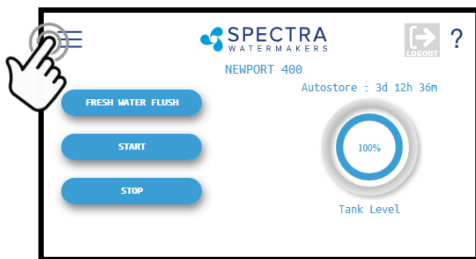 SPECTRA
WATERMAKERS
LOGOUT
?
NEWPORT 400
Autostore : 3d 12h 36m
FRESH WATER FLUSH
START
100%
STOP
Tank Level